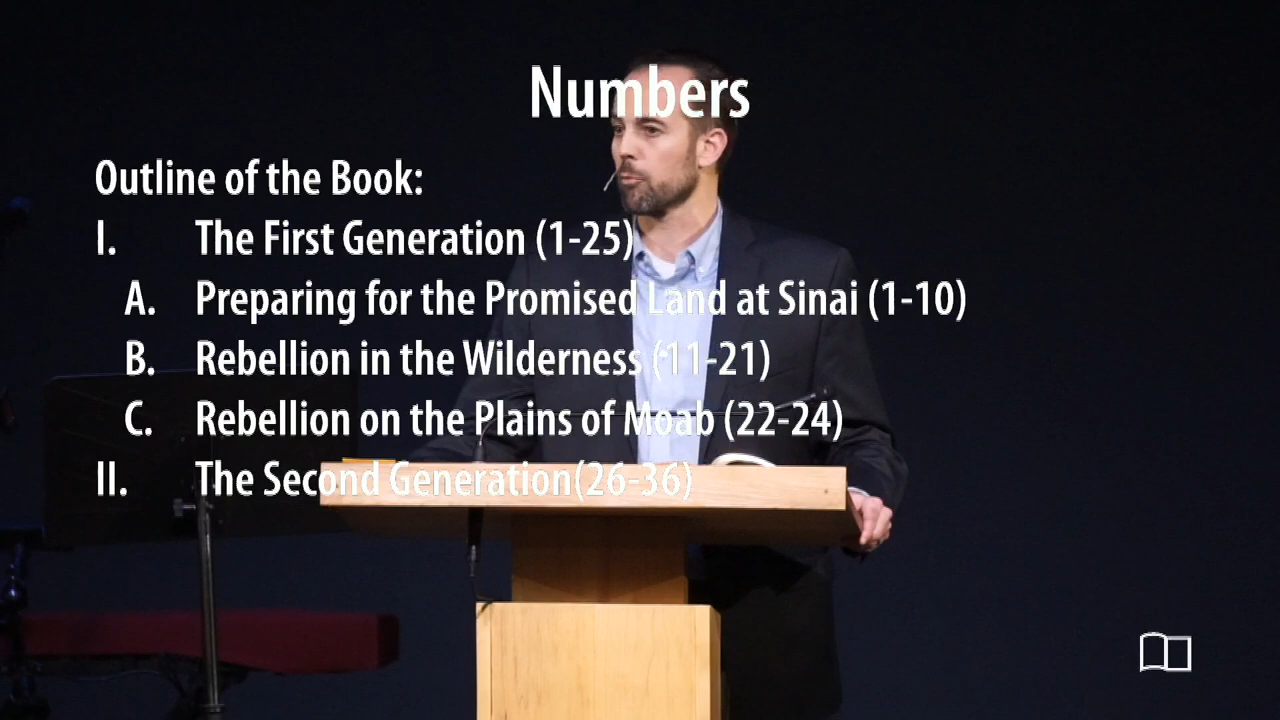 Numbers
Outline of the Book:
I. The First Generation (1-25)
A. Preparing for the Promised Land at Sinai (1-10)
B. Rebellion in the Wilderness (11-21)
C. Rebellion on the Plains of Moab (22-24)
II. The Second Generation(26-36)